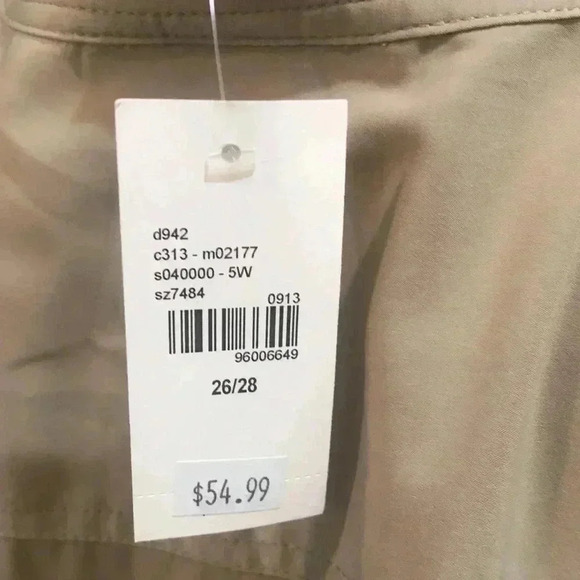 d942
c313 - m02177
s040000 - 5W
sz7484
0913
96006649
26/28
$54.99